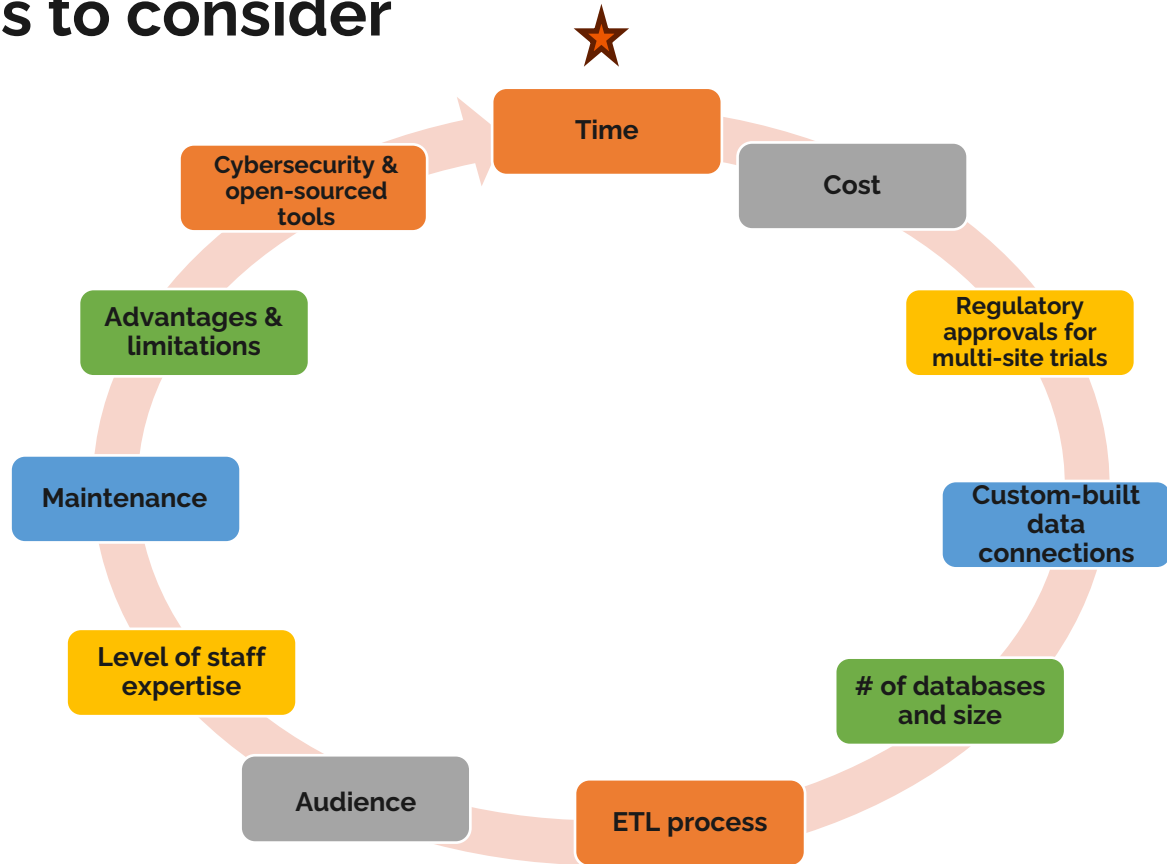 s to consider
Time
Cost
Regulatory
approvals for
multi-site trials
Custom-built
data
connections
# of databases
and size
ETL process
Audience
Level of staff
expertise
Maintenance
Advantages &
limitations
Cybersecurity &
open-sourced
tools